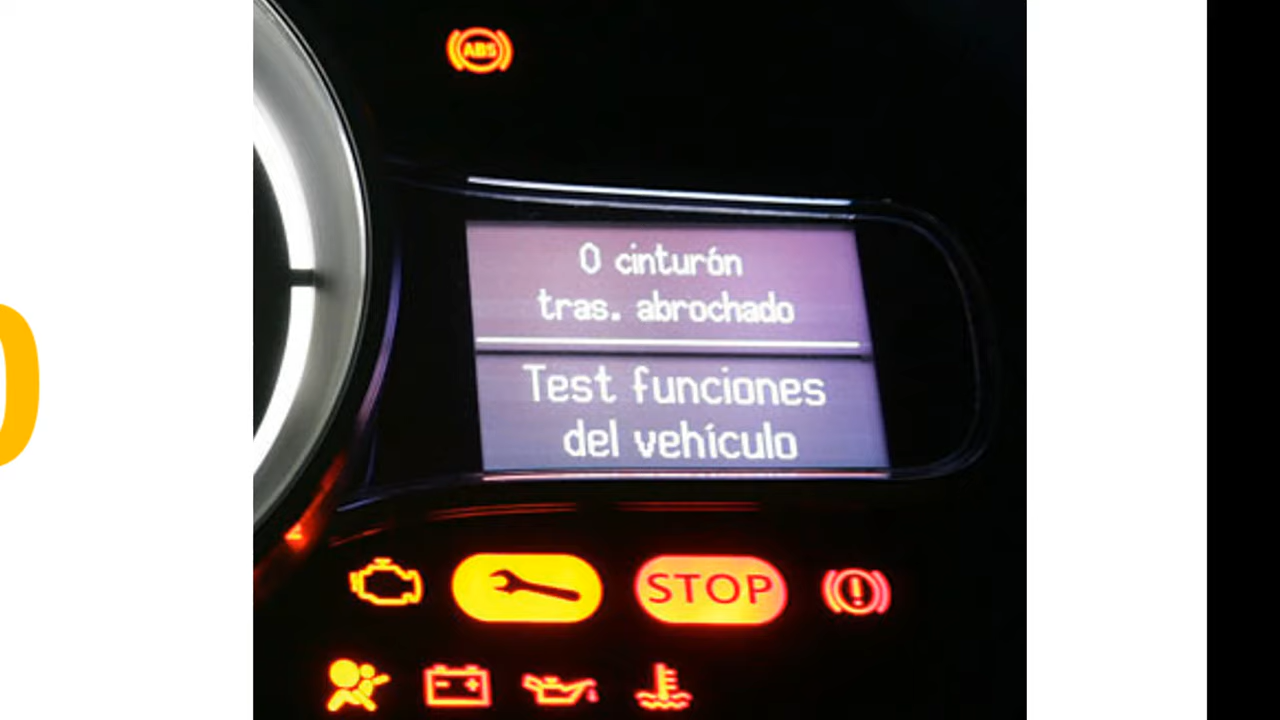 ABS
0 cinturón
tras. abrochado
Test funciones
del vehículo
STOP